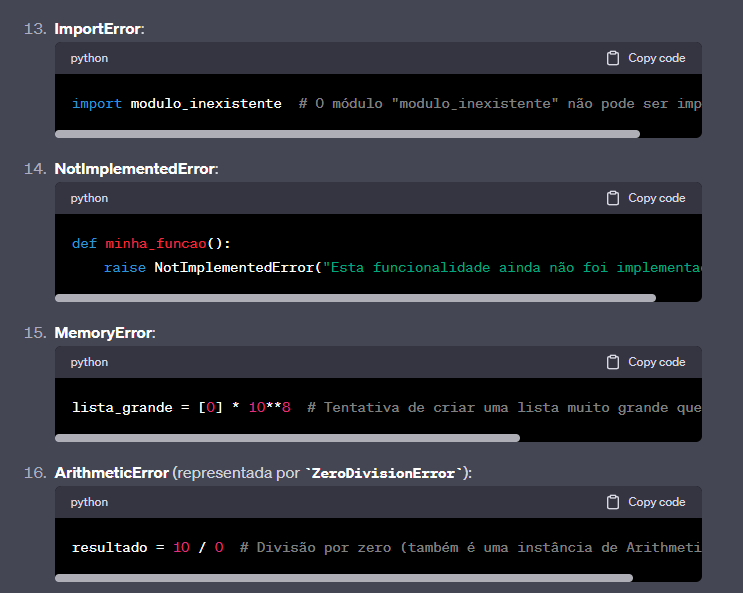 13. ImportError:
python Copy code
import modulo_inexistente # O módulo "modulo_inexistente" não pode ser imp
14. NotImplementedError:
python Copy code
def minha_funcao():
raise NotImplementedError("Esta funcionalidade ainda não foi implementa
15. MemoryError:
python Copy code
lista_grande = [0] * 10**8 # Tentativa de criar uma lista muito grande que
16. ArithmeticError (representada por `ZeroDivisionError`):
python Copy code
resultado = 10 / 0 # Divisão por zero (também é uma instância de Arithmeti